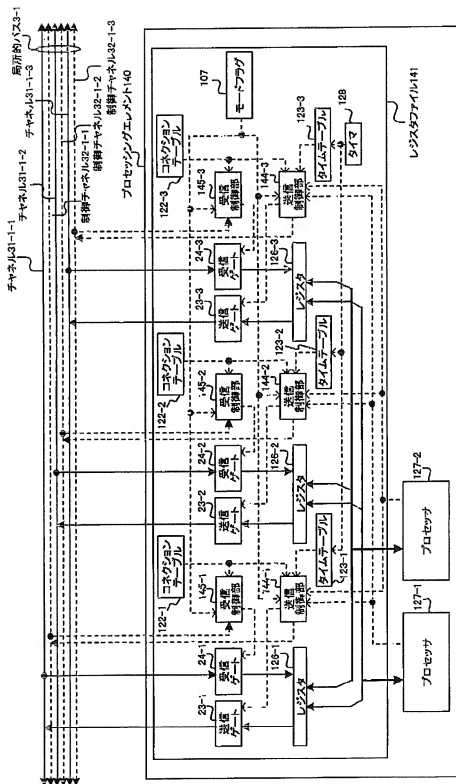 チャネル31-1-1
チャネル31-1-2
チャネル31-1-3
制御チャネル32-1-1
制御チャネル32-1-2
制御チャネル32-1-3
局所的バス3-1
プロセッシングエレメント140
レジスタファイル141
107
モードフラグ
122-1
コネクション
テーブル
122-2
コネクション
テーブル
122-3
コネクション
テーブル
23-1
送信
ゲート
24-1
受信
ゲート
145-1
受信
制御部
23-2
送信
ゲート
24-2
受信
ゲート
145-2
受信
制御部
23-3
送信
ゲート
24-3
受信
ゲート
145-3
受信
制御部
126-1
レジスタ
144-1
送信
制御部
126-2
レジスタ
144-2
送信
制御部
126-3
レジスタ
144-3
送信
制御部
123-1
タイムテーブル
123-2
タイムテーブル
123-3
タイムテーブル
128
タイマ
127-1
プロセッサ
127-2
プロセッサ